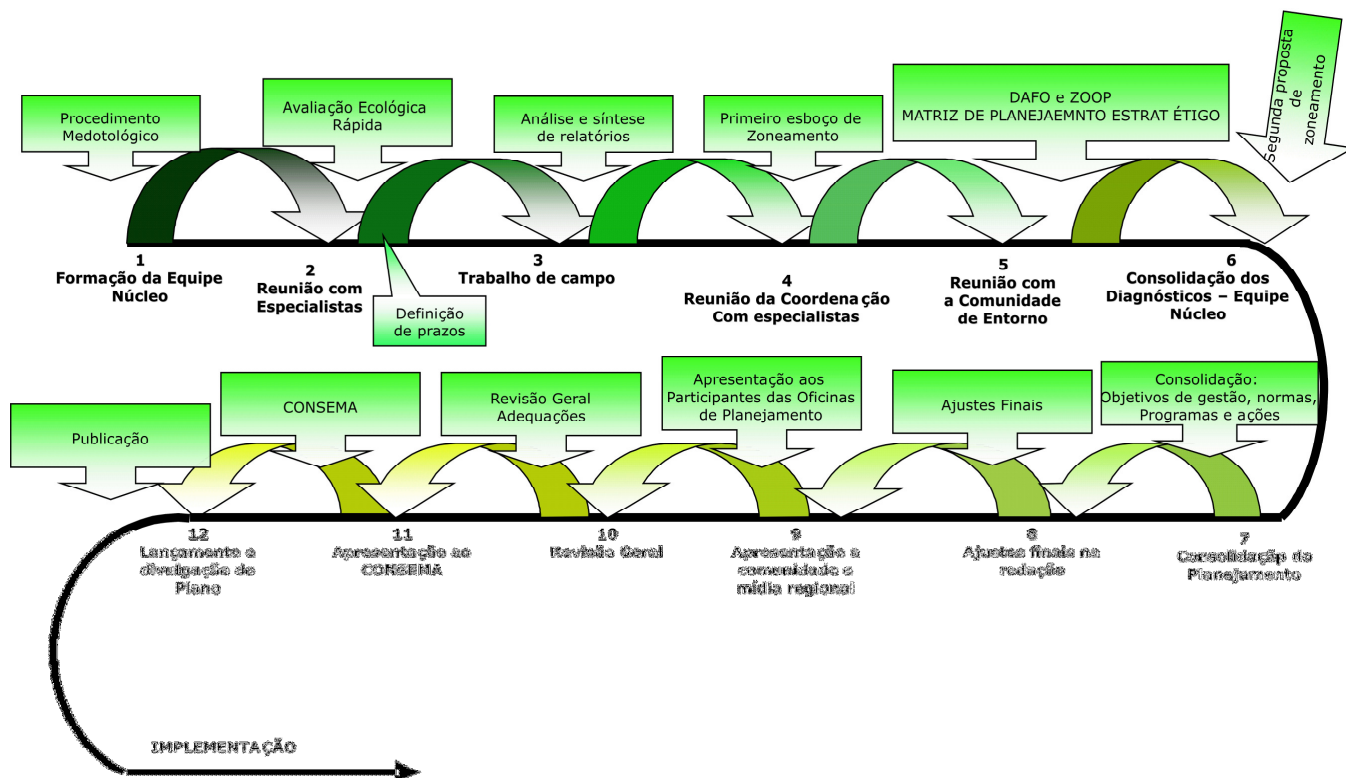 Procedimento
Medotológico
Avaliação Ecológica
Rápida
Análise e síntese
de relatórios
Primeiro esboço de
Zoneamento
DAFO e ZOOP
MATRIZ DE PLANEJAEMNTO ESTRAT ÉTIGO
Segunda proposta
de
zoneamento
1
Formação da Equipe
Núcleo
2
Reunião com
Especialistas
Definição
de prazos
3
Trabalho de campo
4
Reunião da Coordenação
Com especialistas
5
Reunião com
a Comunidade
de Entorno
6
Consolidação dos
Diagnósticos – Equipe
Núcleo
Publicação
CONSEMA
Revisão Geral
Adequações
Apresentação aos
Participantes das Oficinas
de Planejamento
Ajustes Finais
Consolidação:
Objetivos de gestão, normas,
Programas e ações
12
Lançamento e
divulgação do
Plano
11
Apresentação ao
CONSEMA
10
Revisão Geral
9
Apresentação a
comunidade e
mídia regional
8
Ajustes finais na
redação
7
Consolidação do
Planejamento
IMPLEMENTAÇÃO